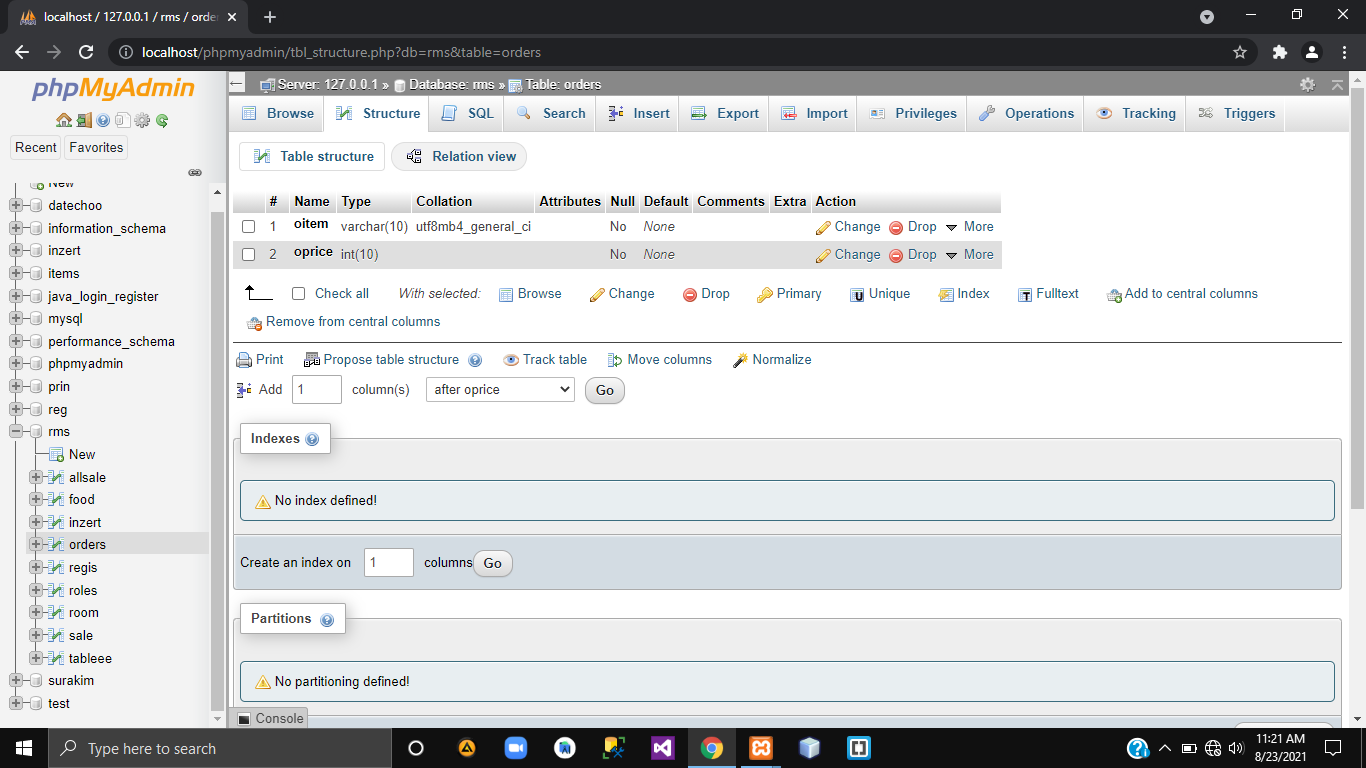 localhost / 127.0.0.1 / rms / orde
localhost/phpmyadmin/tbl_structure.php?db=rms&table=orders
phpMyAdmin
Recent Favorites
New
datechoo
information_schema
inzert
items
java_login_register
mysql
performance_schema
phpmyadmin
prin
reg
rms
New
allsale
food
inzert
orders
regis
roles
room
sale
tableee
surakim
test
Server: 127.0.0.1 » Database: rms » Table: orders
Browse Structure SQL Search Insert Export Import Privileges Operations Tracking Triggers
Table structure Relation view
# Name Type Collation Attributes Null Default Comments Extra Action
1 oitem varchar(10) utf8mb4_general_ci No None Change Drop More
2 oprice int(10) No None Change Drop More
Check all With selected: Browse Change Drop Primary Unique Index Fulltext Add to central columns
Remove from central columns
Print Propose table structure Track table Move columns Normalize
Add 1 column(s) after oprice Go
Indexes
No index defined!
Create an index on 1 columns Go
Partitions
No partitioning defined!
Console
Type here to search
11:21 AM
8/23/2021